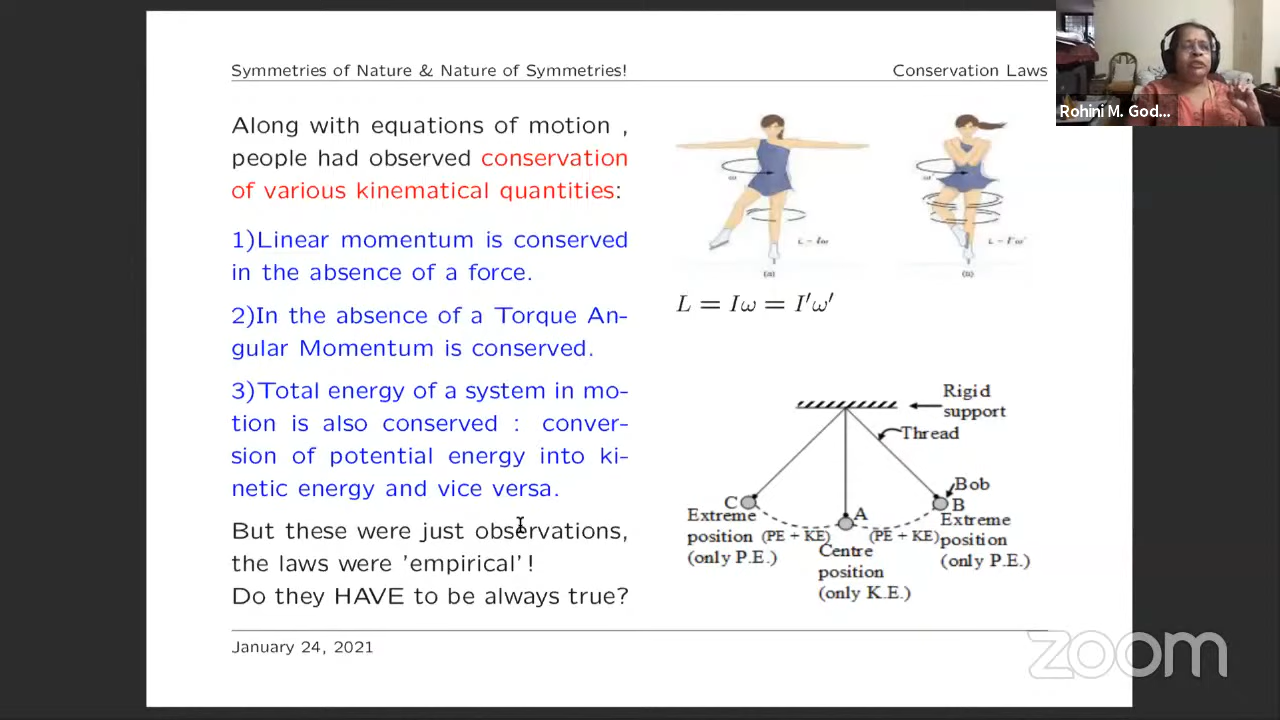 Symmetries of Nature & Nature of Symmetries!
Conservation Laws
Rohini M. God...
Along with equations of motion ,
people had observed conservation
of various kinematical quantities:
1)Linear momentum is conserved
in the absence of a force.
2)In the absence of a Torque An-
gular Momentum is conserved.
3)Total energy of a system in mo-
tion is also conserved : conver-
sion of potential energy into ki-
netic energy and vice versa.
But these were just observations,
the laws were 'empirical'!
Do they HAVE to be always true?
ω
ω'
L = Iω
L = I'ω'
(a)
(b)
L = Iω = I′ω′
Rigid
support
Thread
Bob
C
A
B
Extreme
position
(only P.E.)
(PE + KE)
Centre
position
(only K.E.)
(PE + KE)
Extreme
position
(only P.E.)
January 24, 2021
zoom